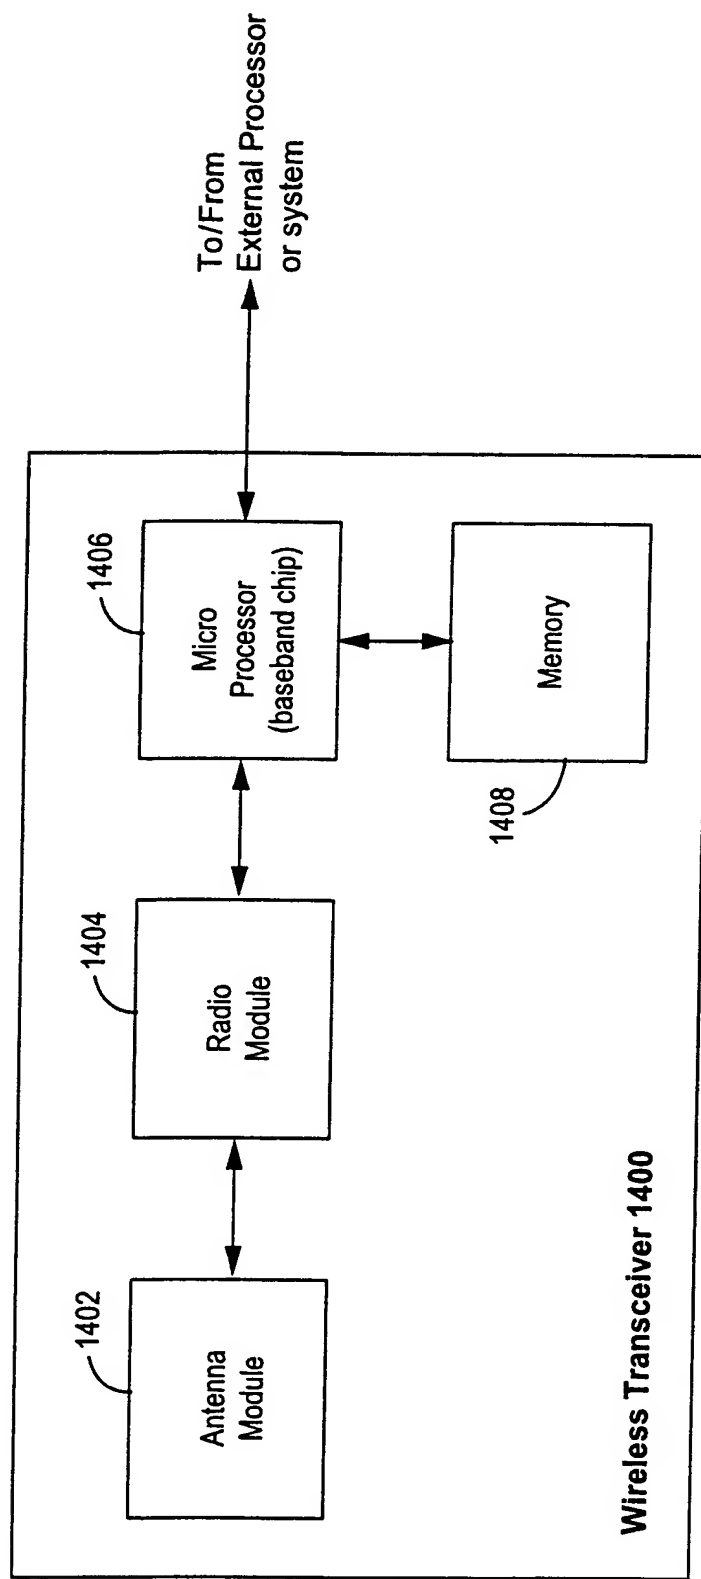 1402
Antenna
Module
1404
Radio
Module
1406
Micro
Processor
(baseband chip)
To/From
External Processor
or system
1408
Memory
Wireless Transceiver 1400